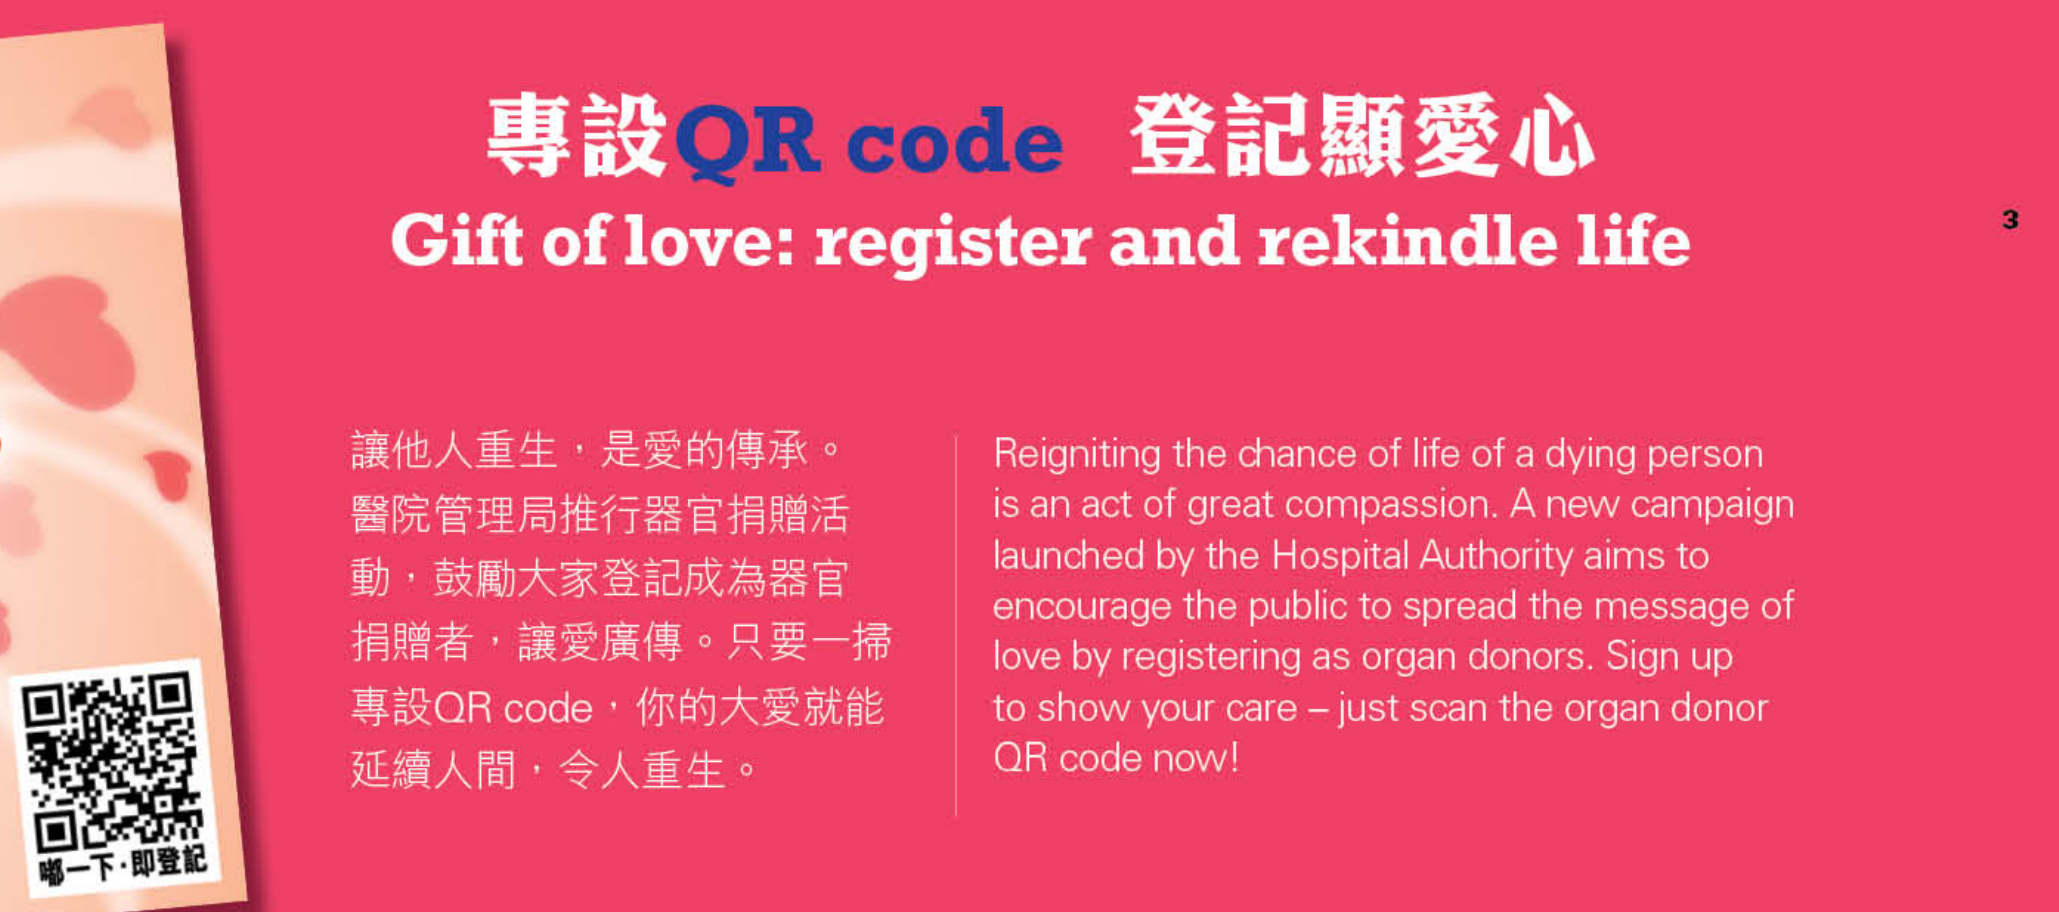 專設QR code 登記顯愛心
Gift of love: register and rekindle life
3
讓他人重生，是愛的傳承。
醫院管理局推行器官捐贈活
動，鼓勵大家登記成為器官
捐贈者，讓愛廣傳。只要一掃
專設QR code，你的大愛就能
延續人間，令人重生。
Reigniting the chance of life of a dying person
is an act of great compassion. A new campaign
launched by the Hospital Authority aims to
encourage the public to spread the message of
love by registering as organ donors. Sign up
to show your care – just scan the organ donor
QR code now!
嘟一下·即登記